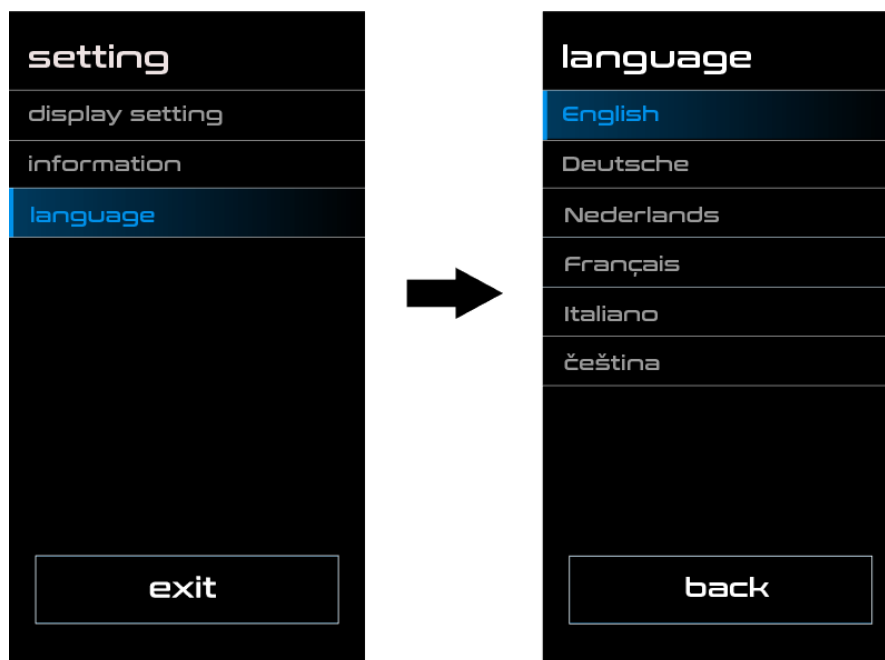 setting
display setting
information
language
exit
language
English
Deutsche
Nederlands
Français
Italiano
čeština
back